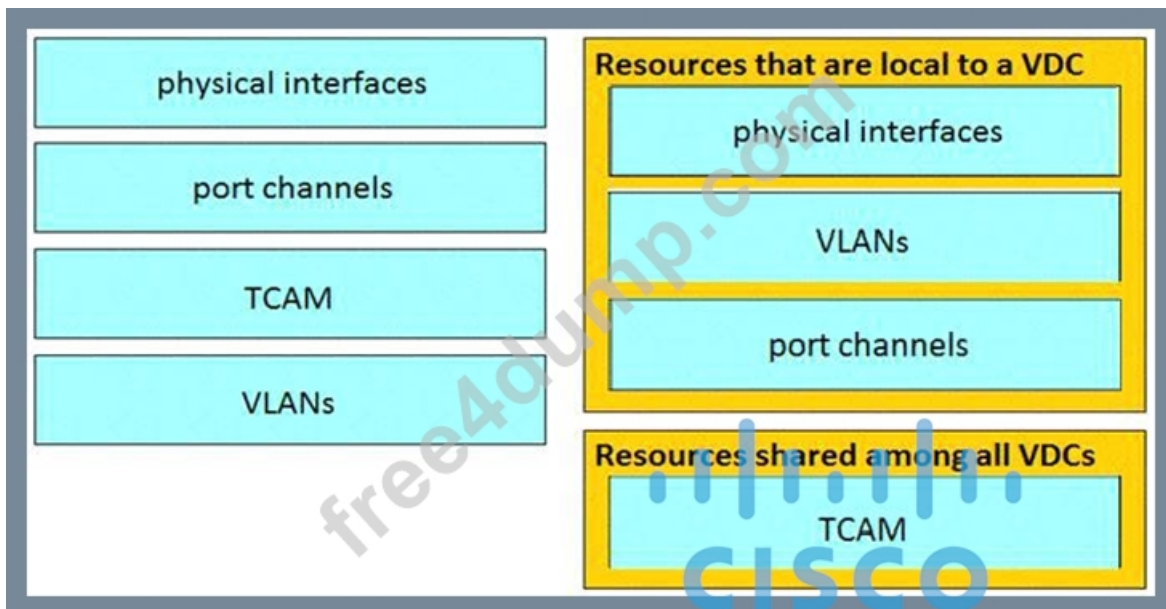 physical interfaces
port channels
TCAM
VLANs
Resources that are local to a VDC
physical interfaces
VLANs
port channels
Resources shared among all VDCs
TCAM
free4dump.com
CISCO